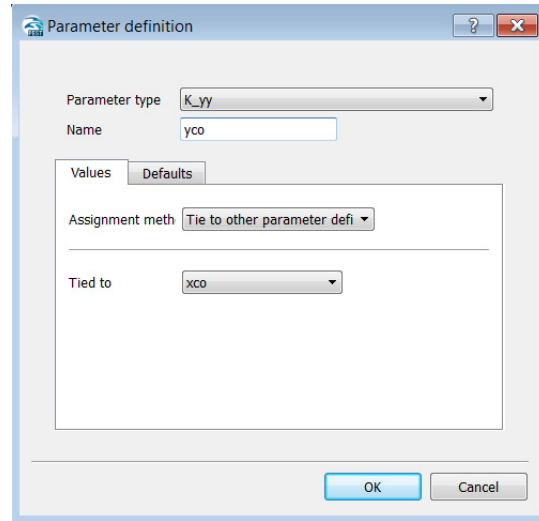 Parameter definition
Parameter type K_yy
Name yco
Values Defaults
Assignment meth Tie to other parameter defi
Tied to xco
OK Cancel